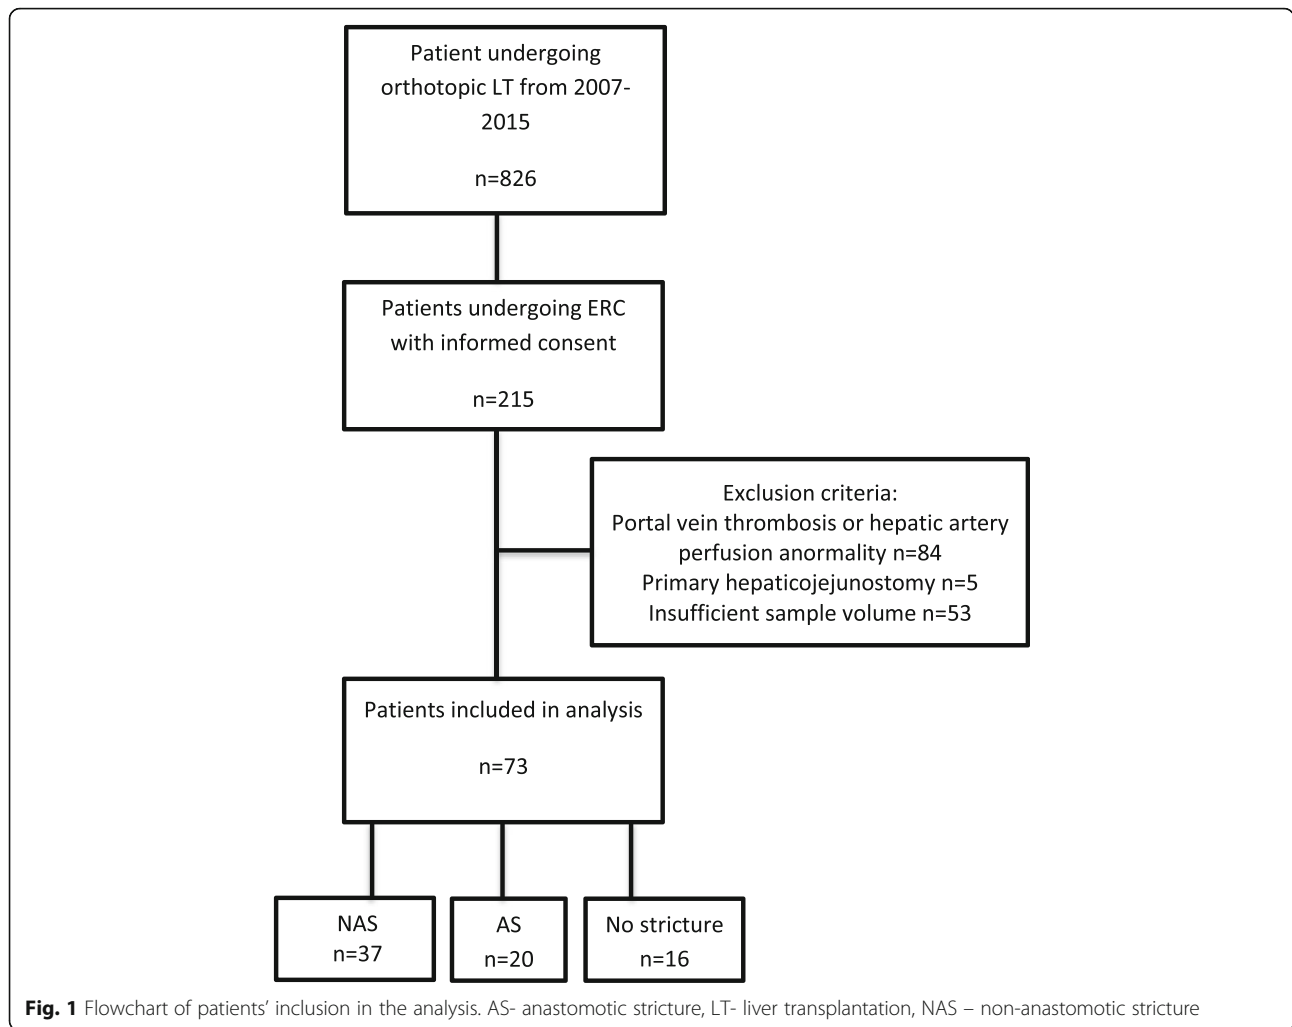 Patient undergoing
orthotopic LT from 2007-
2015
n=826
Patients undergoing ERC
with informed consent
n=215
Exclusion criteria:
Portal vein thrombosis or hepatic artery
perfusion anormality n=84
Primary hepaticojejunostomy n=5
Insufficient sample volume n=53
Patients included in analysis
n=73
NAS
n=37
AS
n=20
No stricture
n=16
Fig. 1 Flowchart of patients’ inclusion in the analysis. AS- anastomotic stricture, LT- liver transplantation, NAS – non-anastomotic stricture